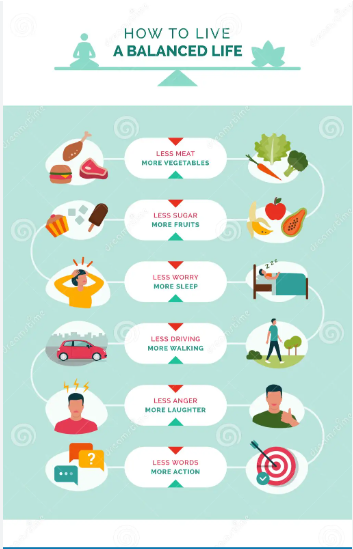 HOW TO LIVE
A BALANCED LIFE
LESS MEAT
MORE VEGETABLES
LESS SUGAR
MORE FRUITS
LESS WORRY
MORE SLEEP
Z Z Z
LESS DRIVING
MORE WALKING
LESS ANGER
MORE LAUGHTER
?
LESS WORDS
MORE ACTION